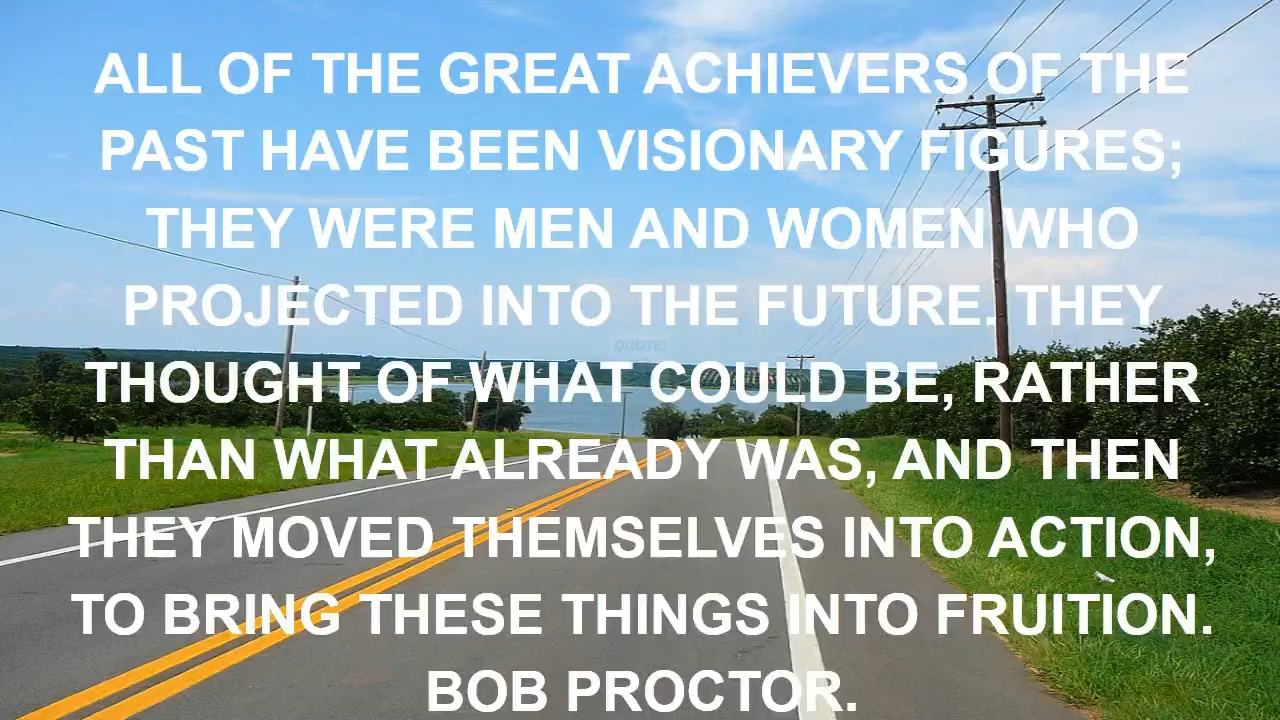 ALL OF THE GREAT ACHIEVERS OF THE
PAST HAVE BEEN VISIONARY FIGURES;
THEY WERE MEN AND WOMEN WHO
PROJECTED INTO THE FUTURE. THEY
QUOTES
THOUGHT OF WHAT COULD BE, RATHER
THAN WHAT ALREADY WAS, AND THEN
THEY MOVED THEMSELVES INTO ACTION,
TO BRING THESE THINGS INTO FRUITION.
BOB PROCTOR.